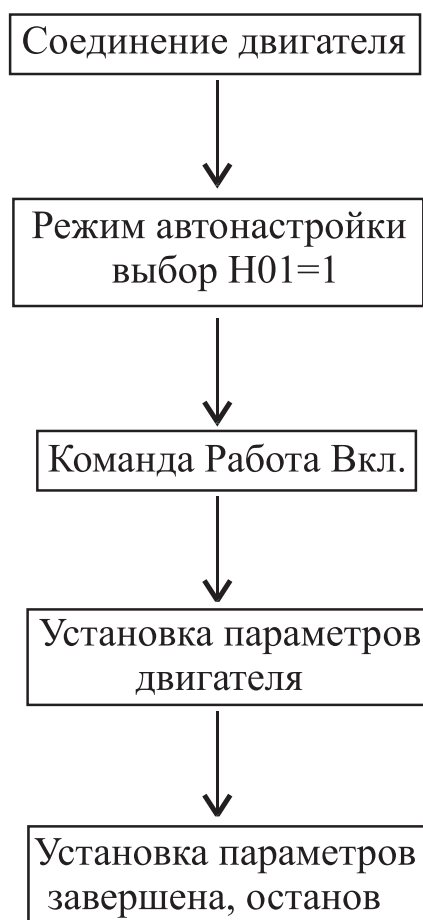 Соединение двигателя
Режим автонастройки
выбор H01=1
Команда Работа Вкл.
Установка параметров
двигателя
Установка параметров
завершена, останов